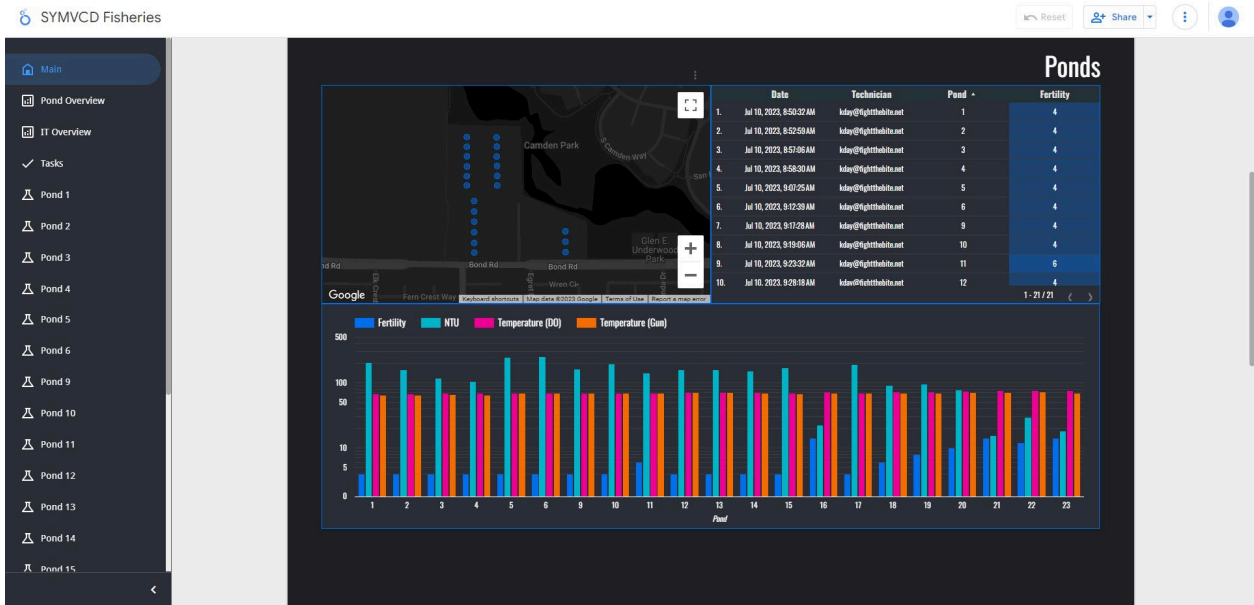 SYMVCD Fisheries
Reset
Share
Main
Pond Overview
IT Overview
Tasks
Pond 1
Pond 2
Pond 3
Pond 4
Pond 5
Pond 6
Pond 9
Pond 10
Pond 11
Pond 12
Pond 13
Pond 14
Pond 15
Ponds
Camden Park
S Camden Way
San
Glen E.
Underwood
Park
nd Rd
Bond Rd
Bond Rd
Elk Crest
Egret
Wren Cir
Fern Crest Way
Google
Keyboard shortcuts
Map data ©2023 Google
Terms of Use
Report a map error
Date Technician Pond Fertility
1. Jul 10, 2023, 8:50:32 AM kday@fightthebite.net 1 4
2. Jul 10, 2023, 8:52:59 AM kday@fightthebite.net 2 4
3. Jul 10, 2023, 8:57:06 AM kday@fightthebite.net 3 4
4. Jul 10, 2023, 8:58:30 AM kday@fightthebite.net 4 4
5. Jul 10, 2023, 9:07:25 AM kday@fightthebite.net 5 4
6. Jul 10, 2023, 9:12:39 AM kday@fightthebite.net 6 4
7. Jul 10, 2023, 9:17:28 AM kday@fightthebite.net 9 4
8. Jul 10, 2023, 9:19:06 AM kday@fightthebite.net 10 4
9. Jul 10, 2023, 9:23:32 AM kday@fightthebite.net 11 6
10. Jul 10, 2023, 9:28:18 AM kday@fightthebite.net 12 4
1 - 21 / 21
Fertility NTU Temperature (DO) Temperature (Gun)
500
100
50
10
5
0
1 2 3 4 5 6 9 10 11 12 13 14 15 16 17 18 19 20 21 22 23
Pond